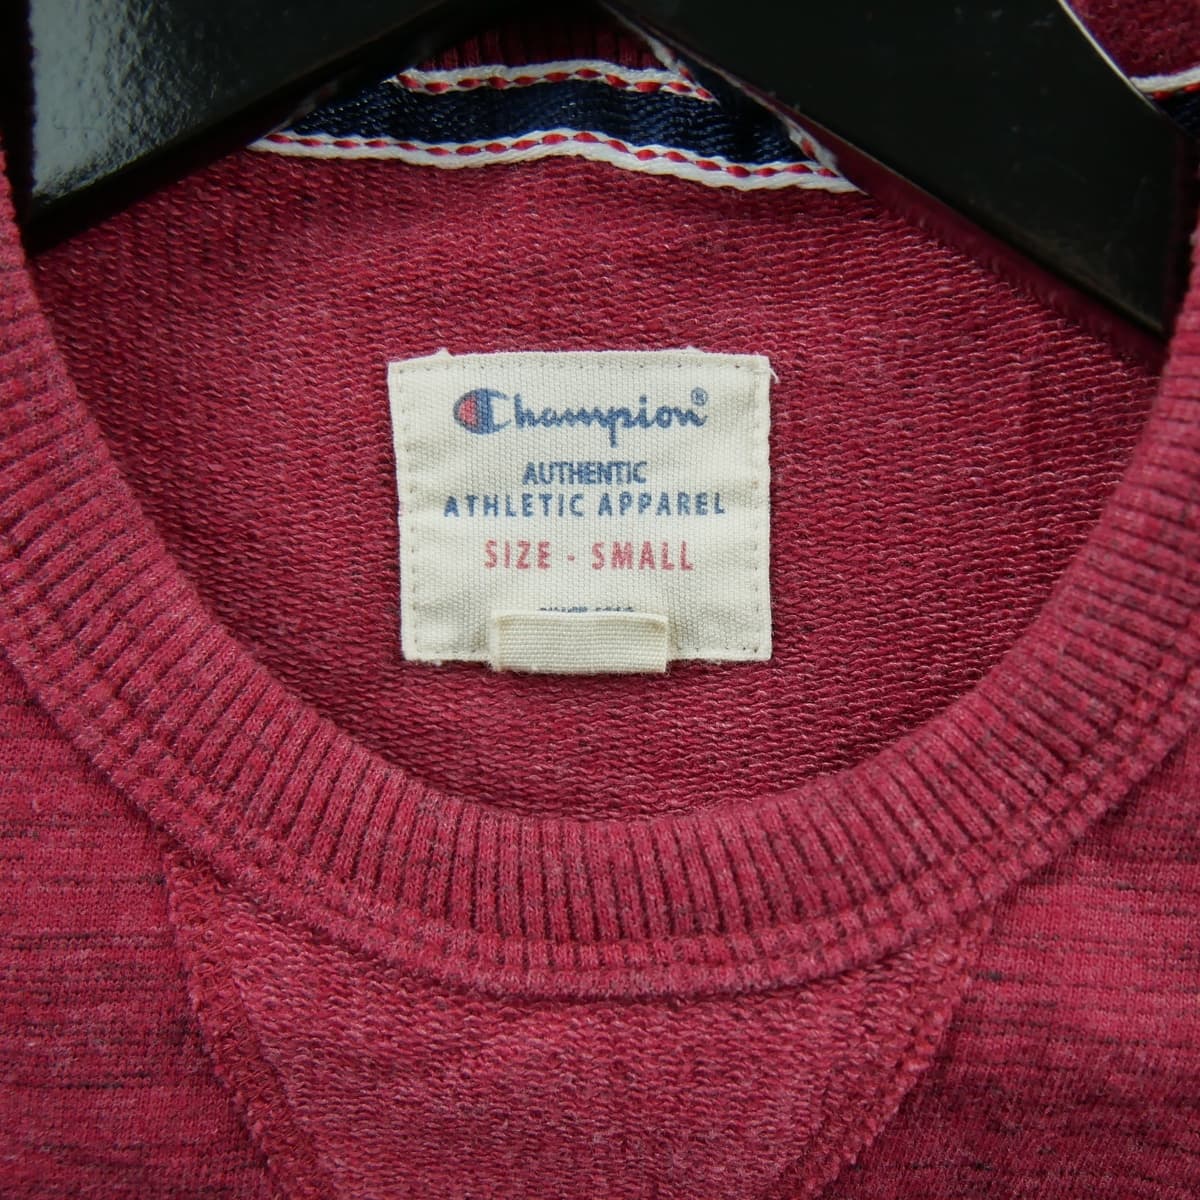 Champion®
AUTHENTIC
ATHLETIC APPAREL
SIZE - SMALL